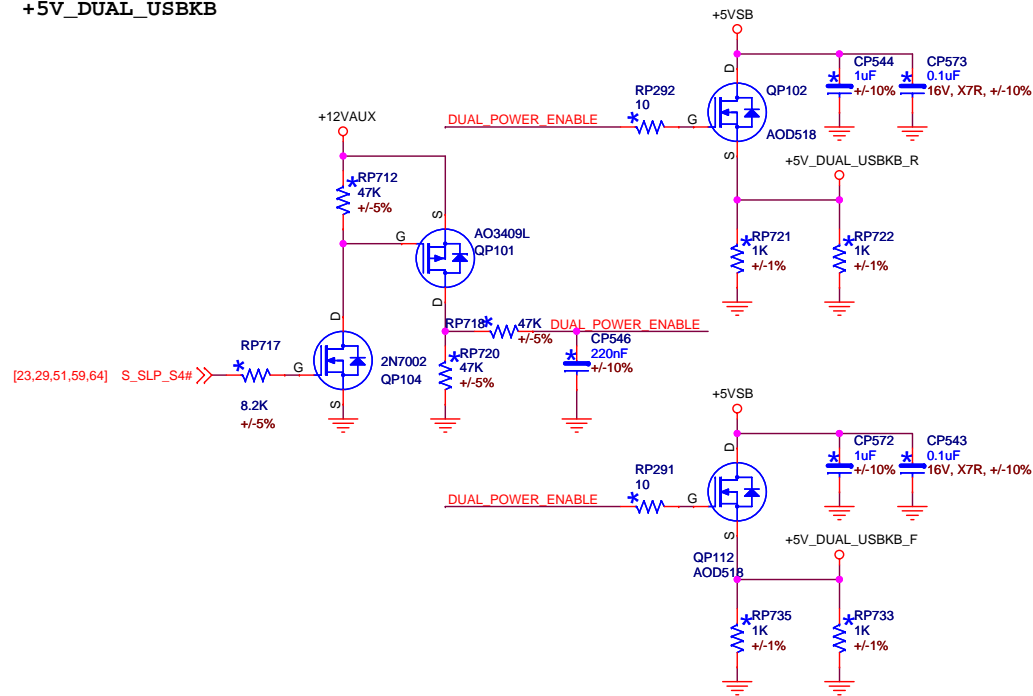 +5V_DUAL_USBKB
+5VSB
D
QP102
AOD518
G
S
RP292
10
DUAL_POWER_ENABLE
CP544
1uF
+/-10%
CP573
0.1uF
16V, X7R, +/-10%
+5V_DUAL_USBKB_R
RP721
1K
+/-1%
RP722
1K
+/-1%
+12VAUX
RP712
47K
+/-5%
S
G
AO3409L
QP101
D
RP718
47K
+/-5%
DUAL_POWER_ENABLE
RP720
47K
+/-5%
CP546
220nF
+/-10%
D
2N7002
QP104
G
S
RP717
8.2K
+/-5%
[23,29,51,59,64] S_SLP_S4#
+5VSB
D
CP572
1uF
+/-10%
CP543
0.1uF
16V, X7R, +/-10%
RP291
10
DUAL_POWER_ENABLE
G
S
QP112
AOD518
+5V_DUAL_USBKB_F
RP735
1K
+/-1%
RP733
1K
+/-1%